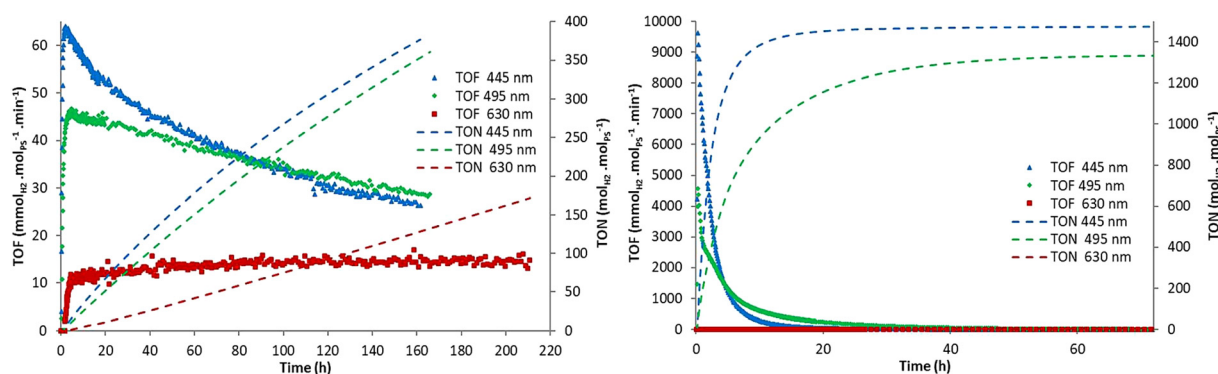 TOF (mmolH2 .molPS⁻¹ .min⁻¹)
60
50
40
30
20
10
0
TOF 445 nm
TOF 495 nm
TOF 630 nm
TON 445 nm
TON 495 nm
TON 630 nm
400
350
300
250
200
150
100
50
0
TON (molH2 .molPS⁻¹)
0 20 40 60 80 100 120 140 160 180 200 220
Time (h)
TOF (mmolH2 .molPS⁻¹ .min⁻¹)
10000
9000
8000
7000
6000
5000
4000
3000
2000
1000
0
TOF 445 nm
TOF 495 nm
TOF 630 nm
TON 445 nm
TON 495 nm
TON 630 nm
1400
1200
1000
800
600
400
200
0
TON (molH2 .molPS⁻¹)
0 20 40 60
Time (h)